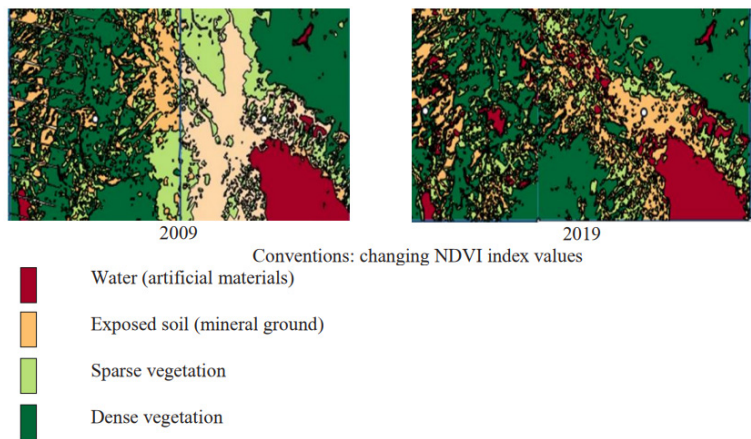 2009
2019
Conventions: changing NDVI index values
Water (artificial materials)
Exposed soil (mineral ground)
Sparse vegetation
Dense vegetation